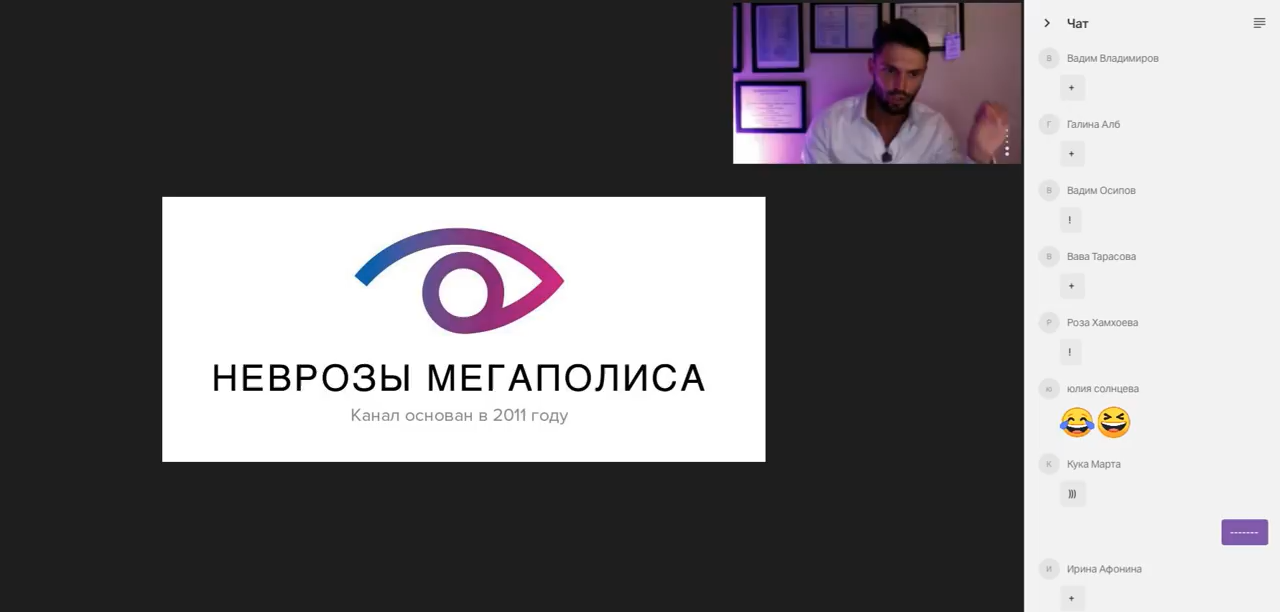 НЕВРОЗЫ МЕГАПОЛИСА
Канал основан в 2011 году
Чат
В
Вадим Владимиров
+
Г
Галина Алб
+
В
Вадим Осипов
!
В
Вава Тарасова
+
Р
Роза Хамхоева
!
ю
юлия солнцева
😂😆
К
Кука Марта
)))
-------
И
Ирина Афонина
+